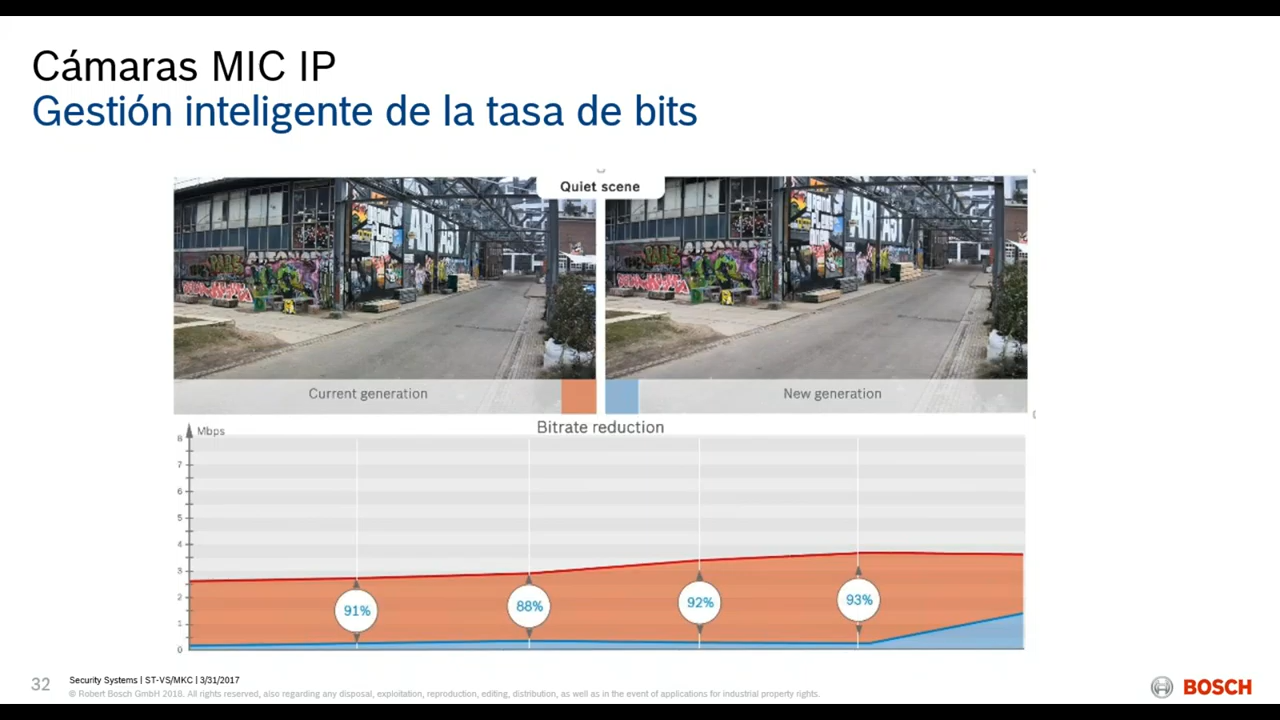 Cámaras MIC IP
Gestión inteligente de la tasa de bits
Quiet scene
Current generation
New generation
Bitrate reduction
Mbps
8
7
6
5
4
3
2
1
0
91%
88%
92%
93%
32
Security Systems | ST-VS/MKC | 3/31/2017
© Robert Bosch GmbH 2018. All rights reserved, also regarding any disposal, exploitation, reproduction, editing, distribution, as well as in the event of applications for industrial property rights.
BOSCH